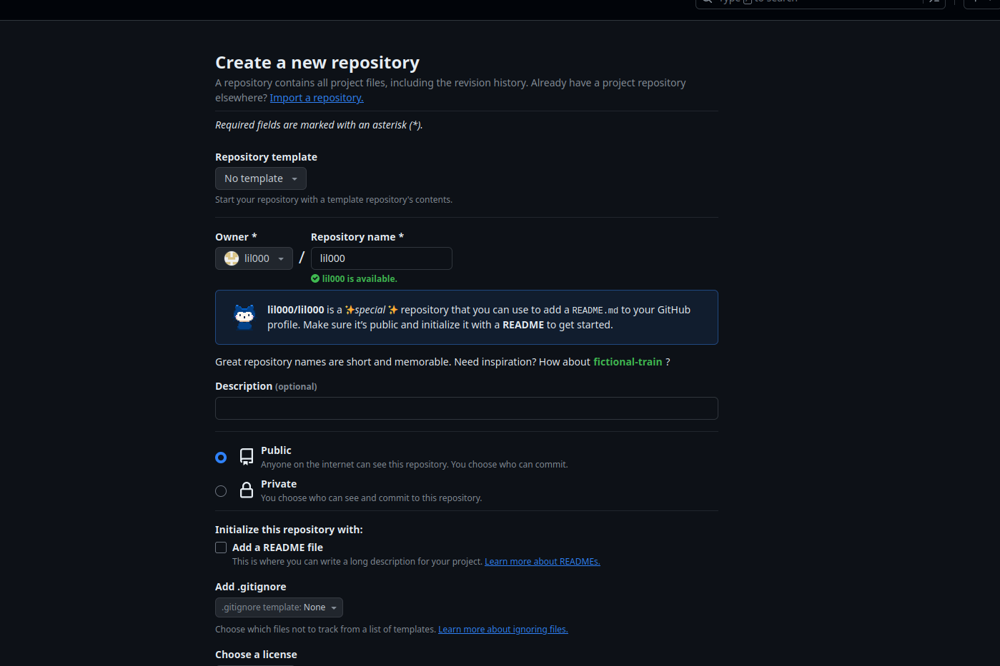 Type / to search
Create a new repository
A repository contains all project files, including the revision history. Already have a project repository
elsewhere? Import a repository.
Required fields are marked with an asterisk (*).
Repository template
No template
Start your repository with a template repository's contents.
Owner * Repository name *
lil000 / lil000
lil000 is available.
lil000/lil000 is a ✨special✨ repository that you can use to add a README.md to your GitHub
profile. Make sure it’s public and initialize it with a README to get started.
Great repository names are short and memorable. Need inspiration? How about fictional-train ?
Description (optional)
Public
Anyone on the internet can see this repository. You choose who can commit.
Private
You choose who can see and commit to this repository.
Initialize this repository with:
Add a README file
This is where you can write a long description for your project. Learn more about READMEs.
Add .gitignore
.gitignore template: None
Choose which files not to track from a list of templates. Learn more about ignoring files.
Choose a license